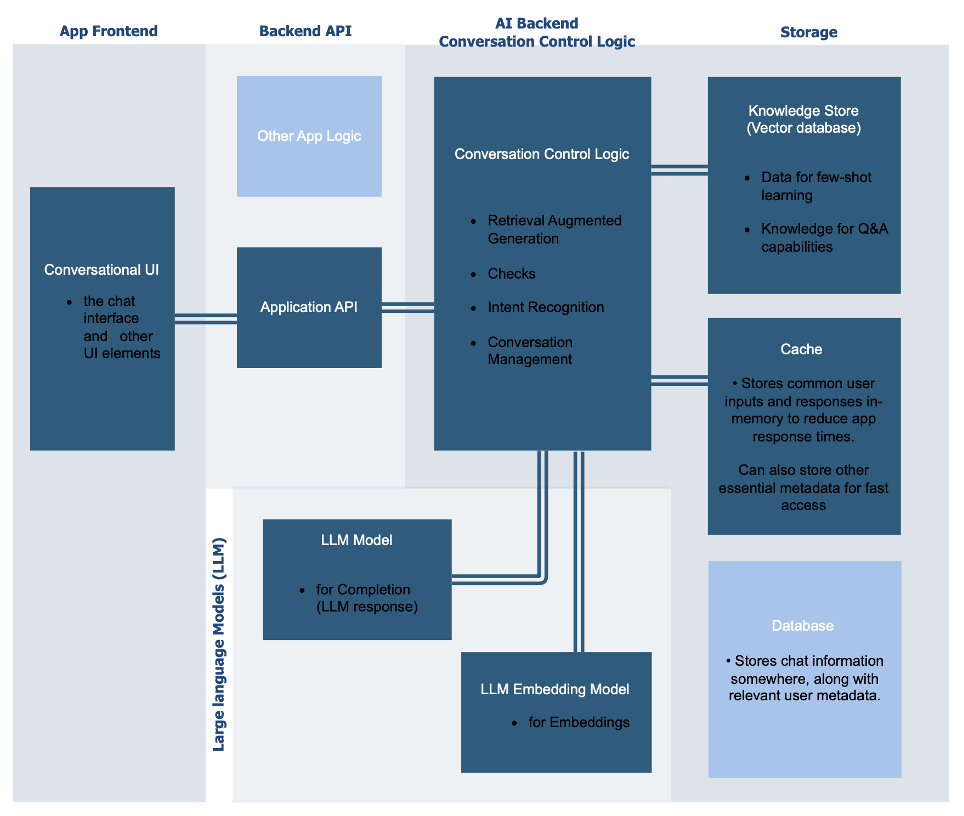 App Frontend
Backend API
AI Backend
Conversation Control Logic
Storage
Conversational UI
• the chat
interface
and other
UI elements
Other App Logic
Application API
Conversation Control Logic
• Retrieval Augmented
Generation
• Checks
• Intent Recognition
• Conversation
Management
Knowledge Store
(Vector database)
• Data for few-shot
learning
• Knowledge for Q&A
capabilities
Cache
• Stores common user
inputs and responses in-
memory to reduce app
response times.
Can also store other
essential metadata for fast
access
Database
• Stores chat information
somewhere, along with
relevant user metadata.
Large language Models (LLM)
LLM Model
• for Completion
(LLM response)
LLM Embedding Model
• for Embeddings